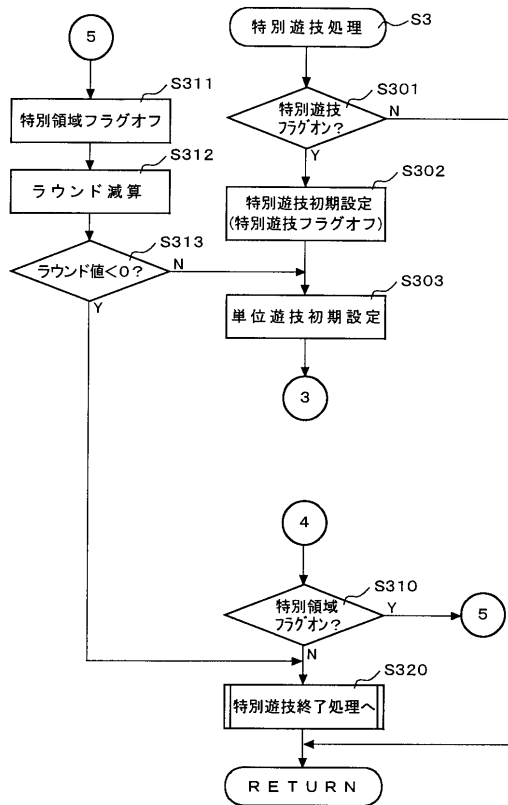 5
S311
特別領域フラグオフ
S312
ラウンド減算
S313
ラウンド値<0?
N
Y
特別遊技処理
S3
S301
特別遊技
フラグオン?
N
Y
S302
特別遊技初期設定
(特別遊技フラグオフ)
S303
単位遊技初期設定
3
4
S310
特別領域
フラグオン?
Y
5
N
S320
特別遊技終了処理へ
RETURN